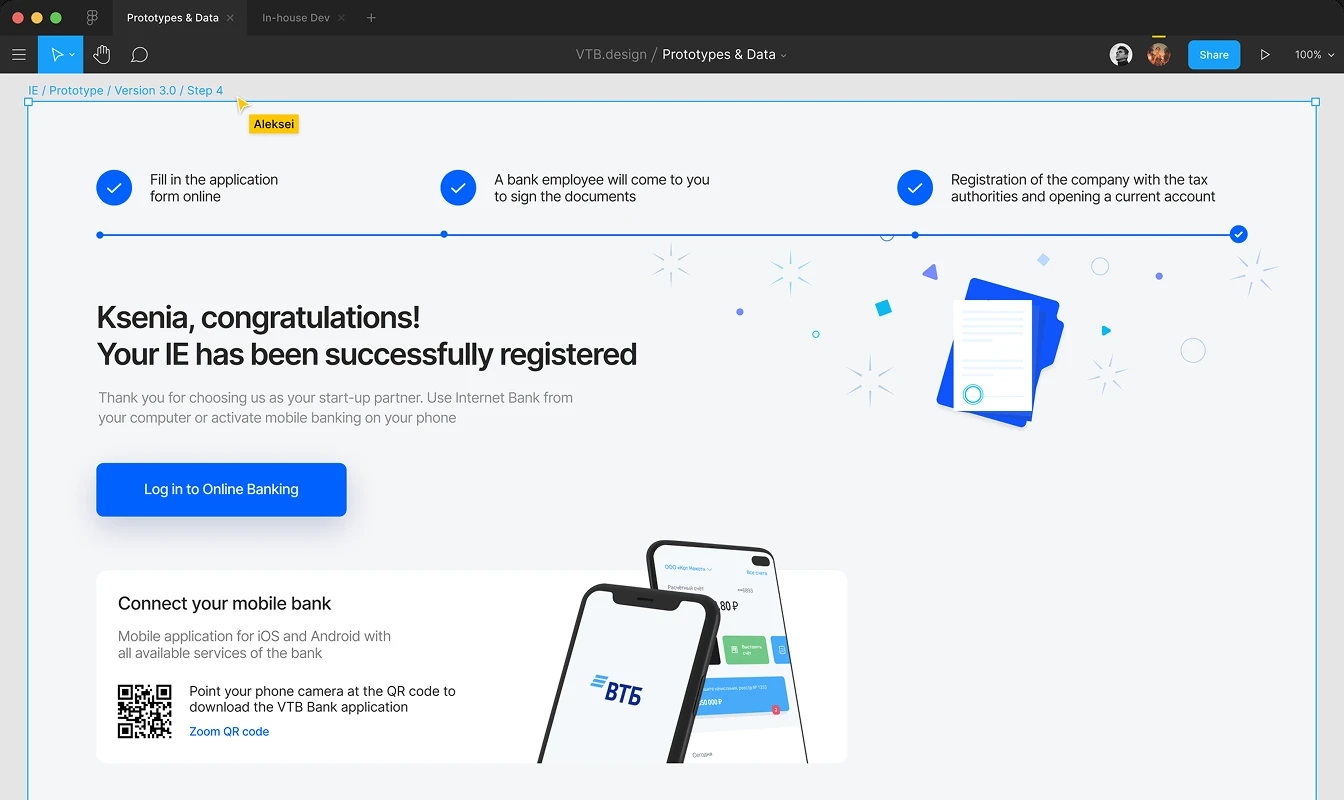 Prototypes & Data
In-house Dev
VTB.design / Prototypes & Data
Share
100%
IE / Prototype / Version 3.0 / Step 4
Aleksei
Fill in the application
form online
A bank employee will come to you
to sign the documents
Registration of the company with the tax
authorities and opening a current account
Ksenia, congratulations!
Your IE has been successfully registered
Thank you for choosing us as your start-up partner. Use Internet Bank from
your computer or activate mobile banking on your phone
Log in to Online Banking
Connect your mobile bank
Mobile application for iOS and Android with
all available services of the bank
Point your phone camera at the QR code to
download the VTB Bank application
Zoom QR code
ВТБ
Все счета
Расчётный счёт
80 ₽
Выставить
счёт
50 000 ₽
Сегодня